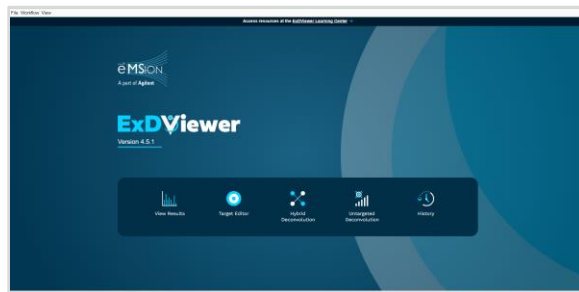 File Workflow View
Access resources at the ExDViewer Learning Center →
eMSION
A part of Agilent
ExDViewer
Version 4.5.1
View Results
Target Editor
Hybrid
Deconvolution
Untargeted
Deconvolution
History